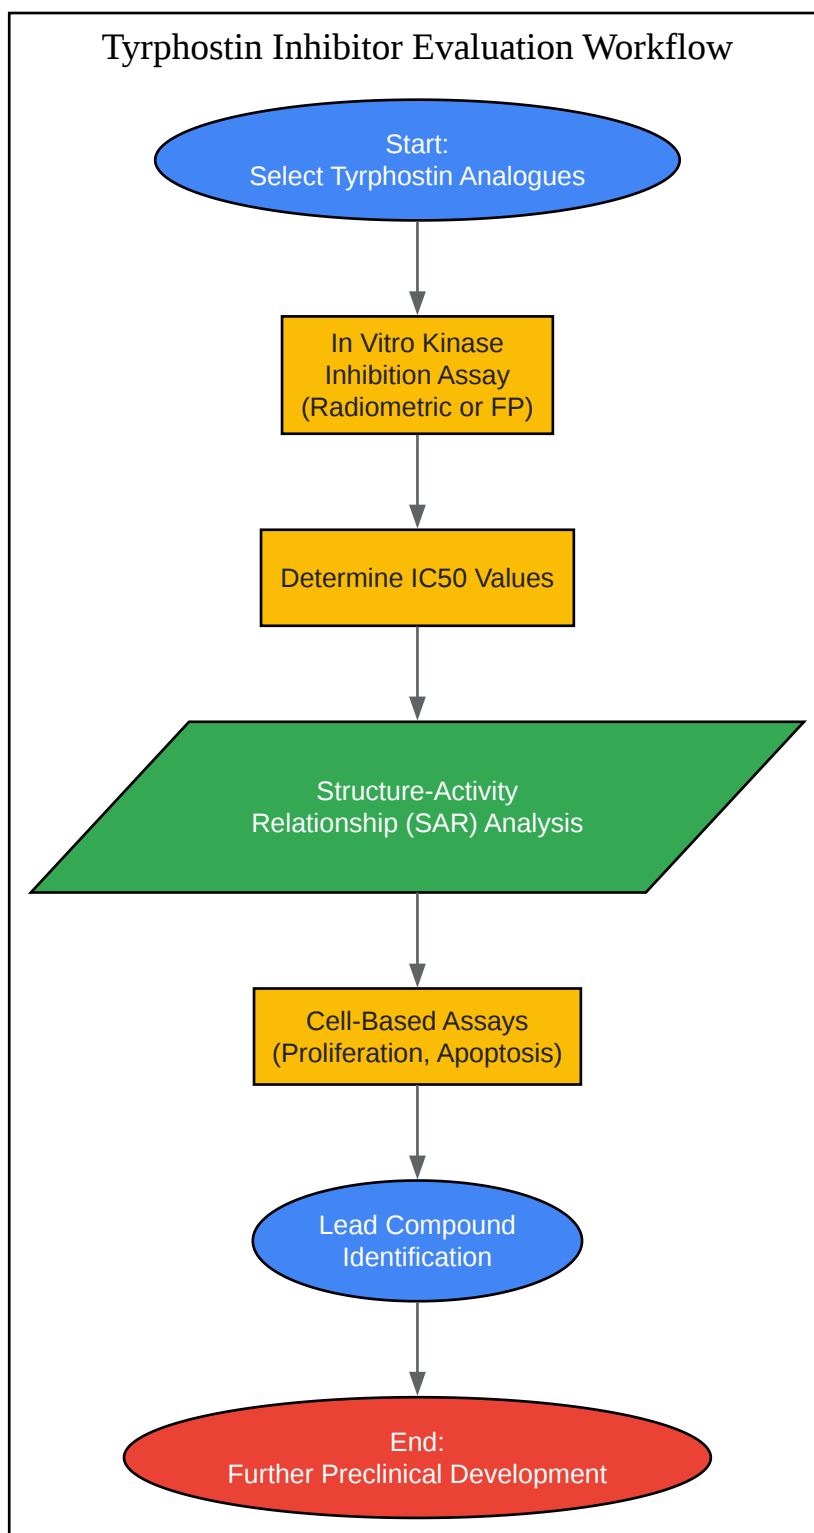 Tyrphostin Inhibitor Evaluation Workflow
Start:
Select Tyrphostin Analogues
In Vitro Kinase
Inhibition Assay
(Radiometric or FP)
Determine IC50 Values
Structure-Activity
Relationship (SAR) Analysis
Cell-Based Assays
(Proliferation, Apoptosis)
Lead Compound
Identification
End:
Further Preclinical Development